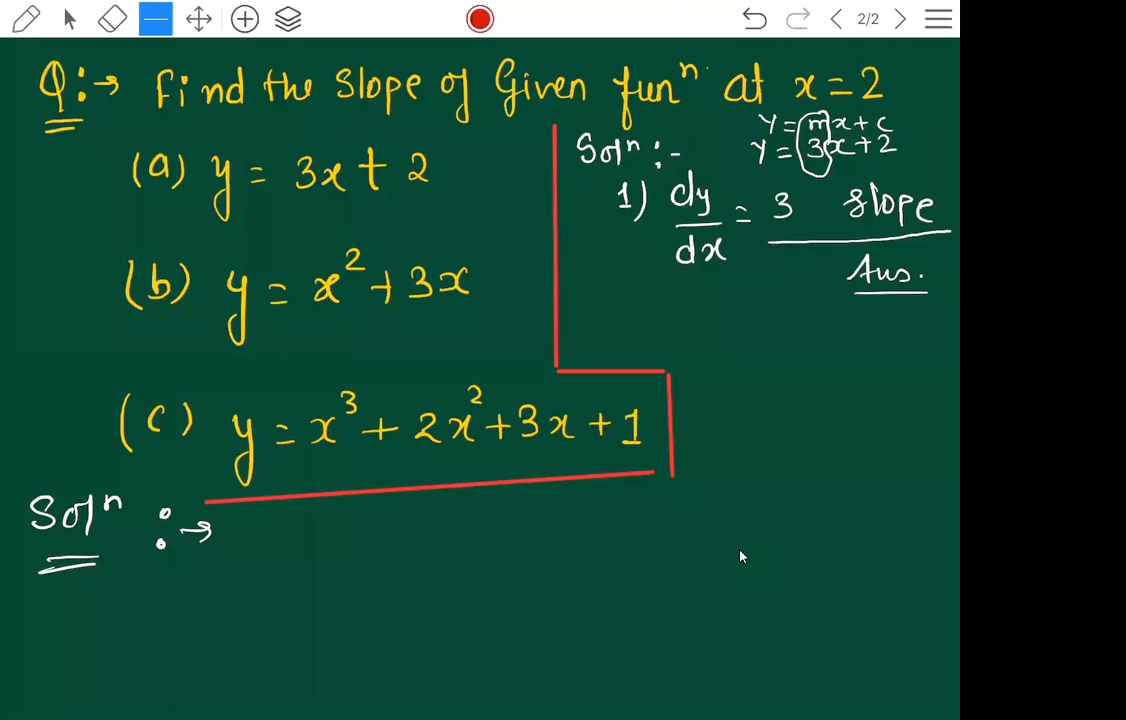 2/2
Q:→ Find the slope of Given funⁿ at x = 2
(a) y = 3x + 2
(b) y = x² + 3x
(c) y = x³ + 2x² + 3x + 1
Solⁿ :→
Solⁿ :-
y = mx + c
y = 3x + 2
1) dy/dx = 3 slope
Ans.